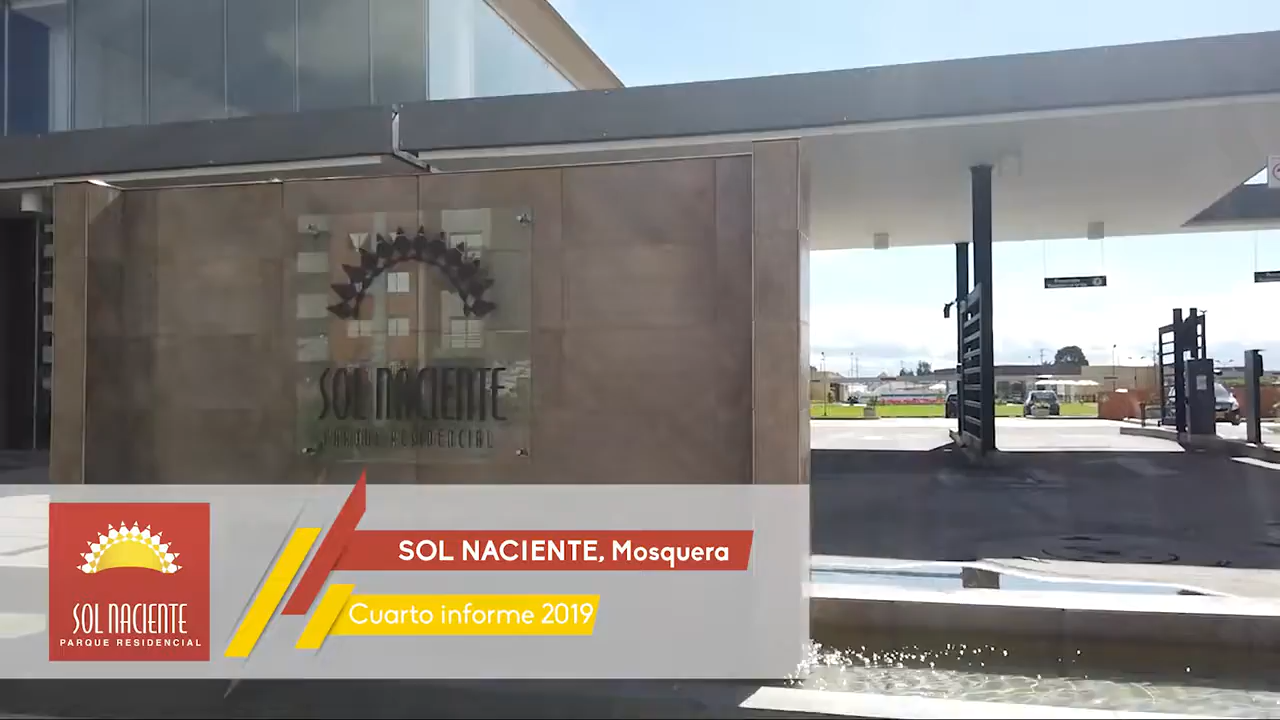 SOL NACIENTE
PARQUE RESIDENCIAL
SOL NACIENTE, Mosquera
Cuarto informe 2019
SOL NACIENTE
PARQUE RESIDENCIAL